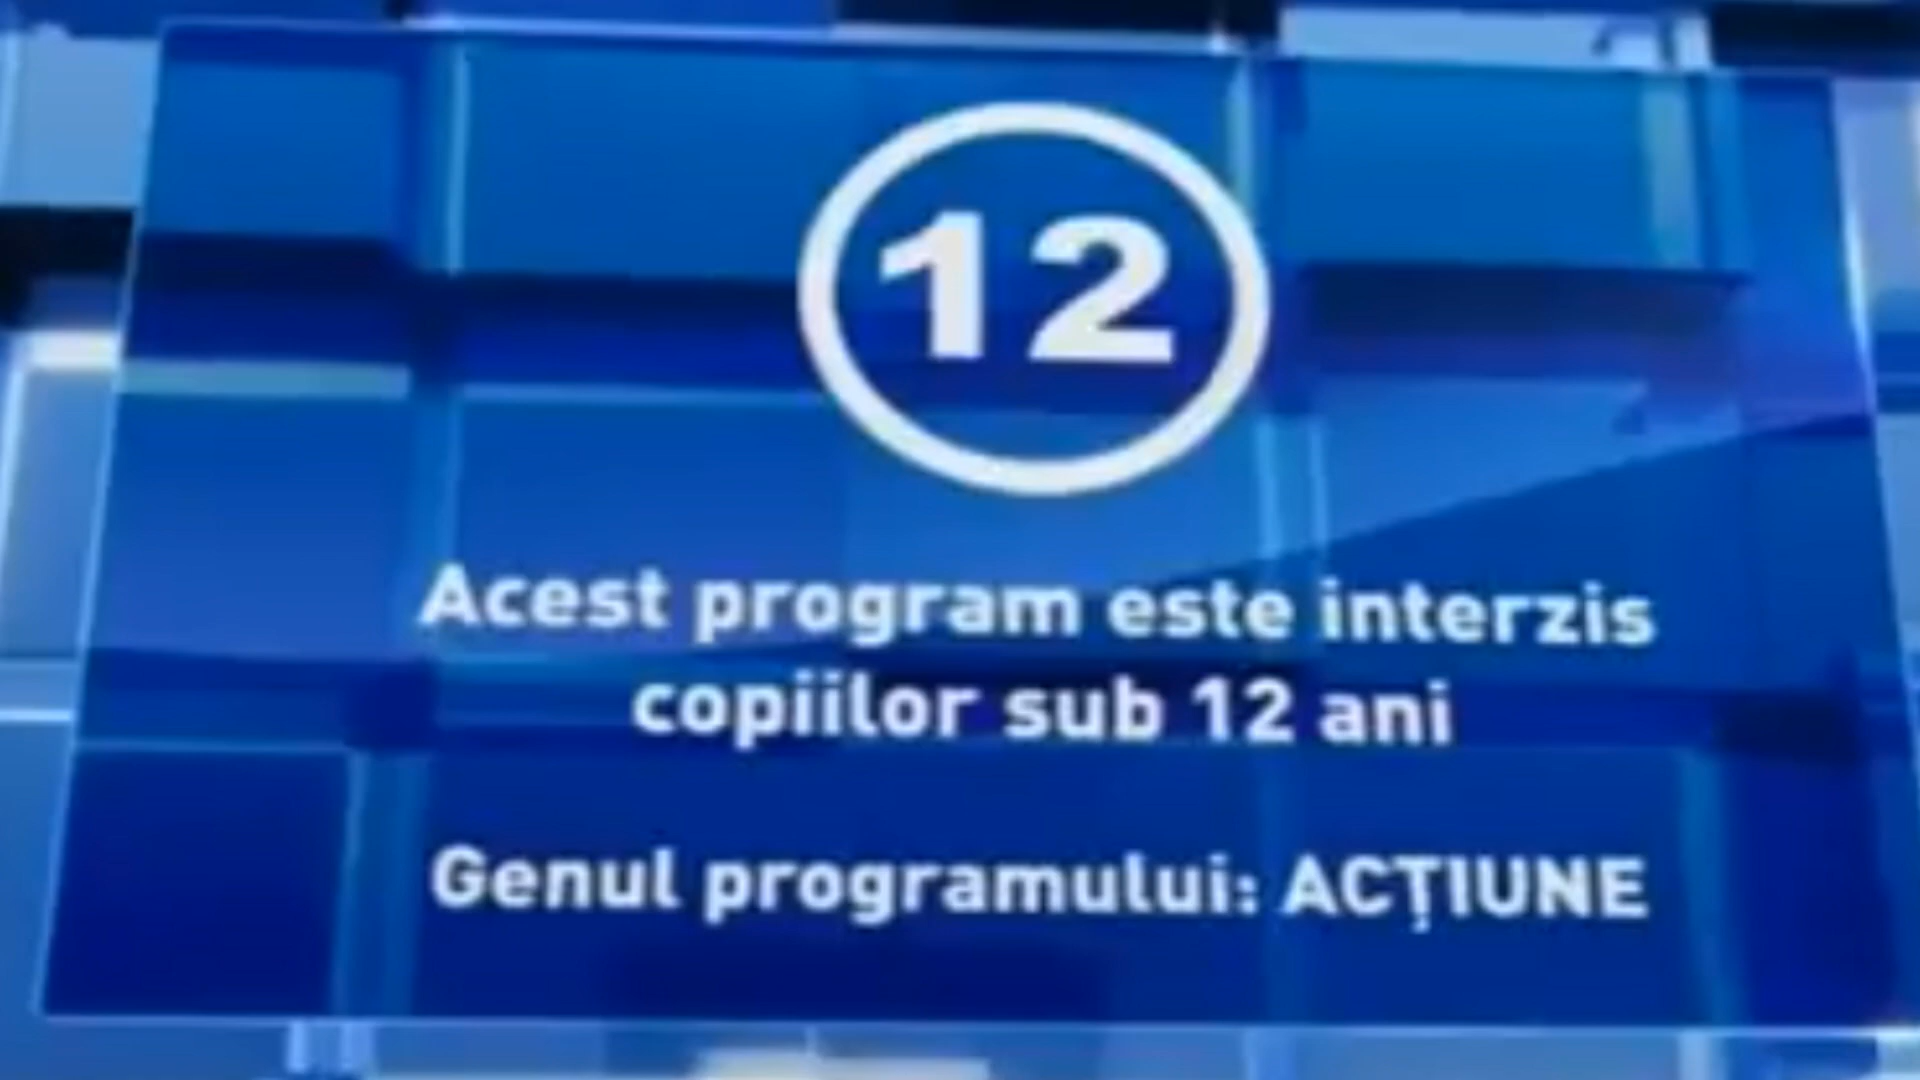 12
Acest program este interzis
copiilor sub 12 ani
Genul programului: ACȚIUNE